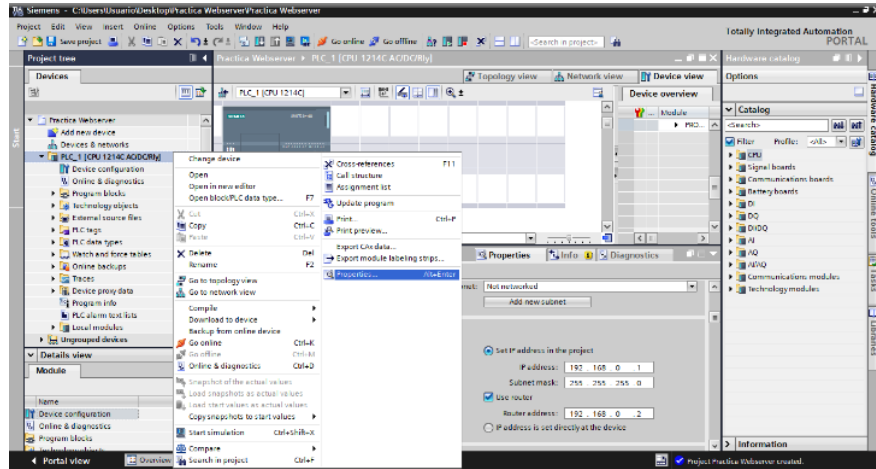 Siemens - C:\Users\Usuario\Desktop\Practica Webserver\Practica Webserver
Project Edit View Insert Online Options Tools Window Help
Totally Integrated Automation
PORTAL
Save project
Go online
Go offline
<Search in project>
Project tree
Practica Webserver
PLC_1 [CPU 1214C AC/DC/Rly]
Hardware catalog
Devices
Topology view
Network view
Device view
Options
PLC_1 [CPU 1214C]
Device overview
Module
PRO...
Start
Practica Webserver
Add new device
Devices & networks
PLC_1 [CPU 1214C AC/DC/Rly]
Device configuration
Online & diagnostics
Program blocks
Technology objects
External source files
PLC tags
PLC data types
Watch and force tables
Online backups
Traces
Device proxy data
Program info
PLC alarm text lists
Local modules
Ungrouped devices
Details view
Module
Name
Device configuration
Online & diagnostics
Program blocks
Change device
Open
Open in new editor
Open block/PLC data type... F7
Cut Ctrl+X
Copy Ctrl+C
Paste Ctrl+V
Delete Del
Rename F2
Go to topology view
Go to network view
Compile
Download to device
Backup from online device
Go online Ctrl+K
Go offline Ctrl+M
Online & diagnostics Ctrl+D
Snapshot of the actual values
Load snapshots as actual values
Load start values as actual values
Copy snapshots to start values
Start simulation Ctrl+Shift+X
Compare
Search in project Ctrl+F
Cross-references F11
Call structure
Assignment list
Update program
Print... Ctrl+P
Print preview...
Export CAx data...
Export module labeling strips...
Properties... Alt+Enter
Properties
Info
Diagnostics
Not networked
Add new subnet
Set IP address in the project
IP address: 192 . 168 . 0 . 1
Subnet mask: 255 . 255 . 255 . 0
Use router
Router address: 192 . 168 . 0 . 2
IP address is set directly at the device
Catalog
<Search>
Filter
Profile: <All>
CPU
Signal boards
Communications boards
Battery boards
DI
DQ
DI/DQ
AI
AQ
AI/AQ
Communications modules
Technology modules
Information
Hardware catalog
Online tools
Tasks
Libraries
Portal view
Overview
Project Practica Webserver created.